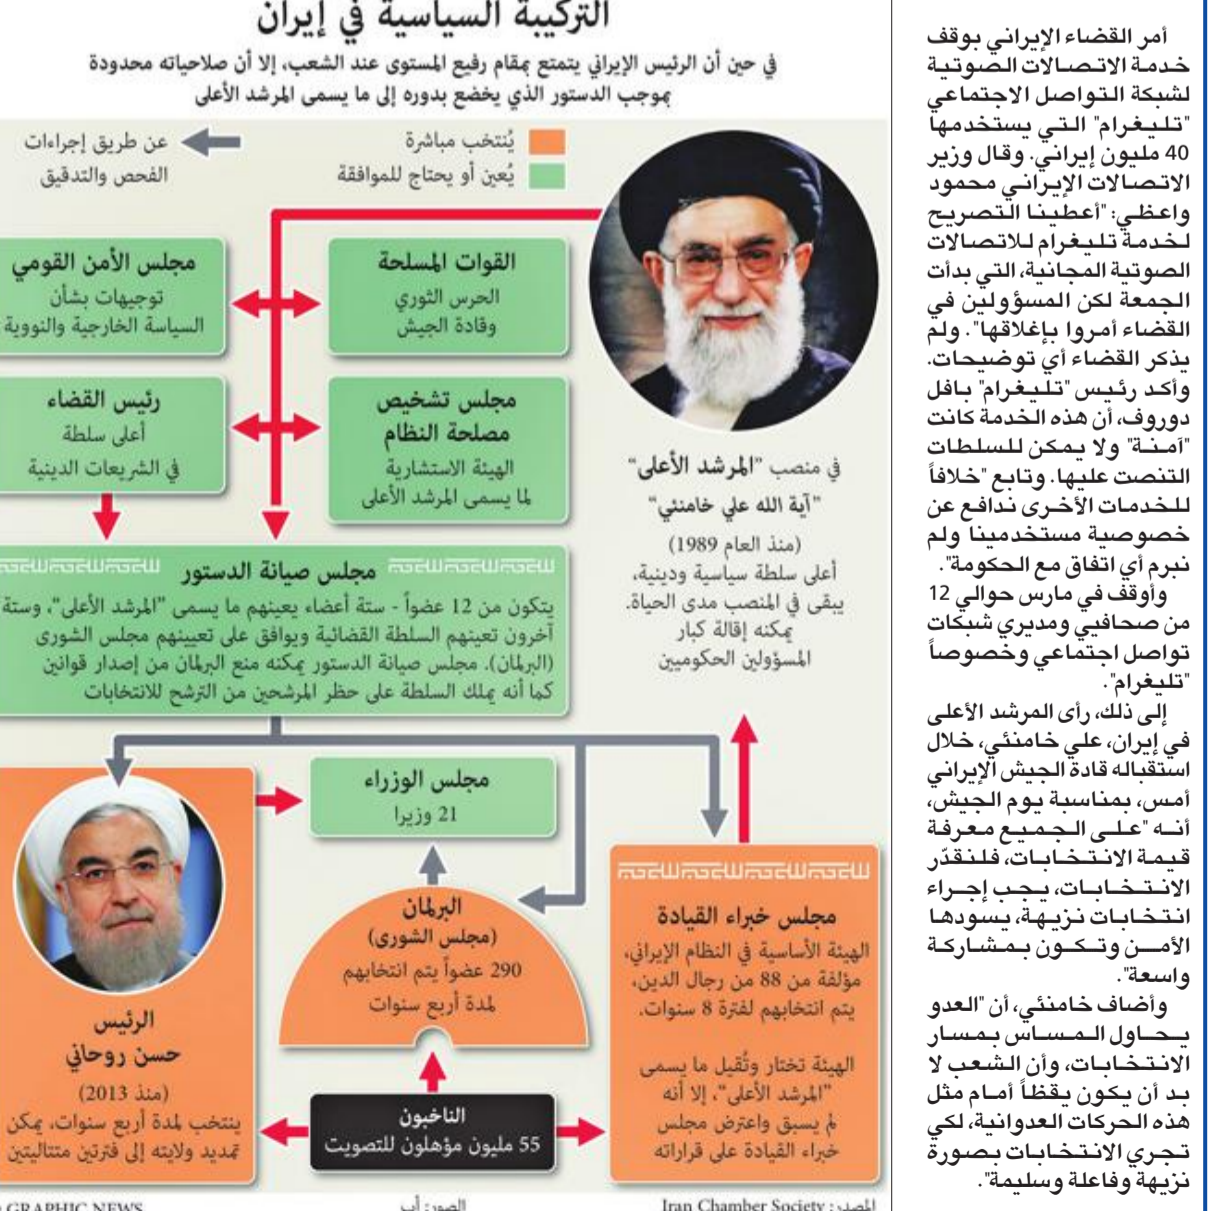 التركيبة السياسية في إيران
في حين أن الرئيس الإيراني يتمتع بمقام رفيع المستوى عند الشعب، إلا أن صلاحياته محدودة
بموجب الدستور الذي يخضع بدوره إلى ما يسمى المرشد الأعلى
يُنتخب مباشرة
يُعين أو يحتاج للموافقة
عن طريق إجراءات
الفحص والتدقيق
القوات المسلحة
الحرس الثوري
وقادة الجيش
مجلس الأمن القومي
توجيهات بشأن
السياسة الخارجية والنووية
مجلس تشخيص
مصلحة النظام
الهيئة الاستشارية
لما يسمى المرشد الأعلى
رئيس القضاء
أعلى سلطة
في الشريعات الدينية
في منصب "المرشد الأعلى"
"آية الله علي خامنئي"
(منذ العام 1989)
أعلى سلطة سياسية ودينية،
يبقى في المنصب مدى الحياة.
يمكنه إقالة كبار
المسؤولين الحكوميين
مجلس صيانة الدستور
يتكون من 12 عضواً - ستة أعضاء يعينهم ما يسمى "المرشد الأعلى"، وستة
آخرون تعينهم السلطة القضائية ويوافق على تعيينهم مجلس الشورى
(البرلمان). مجلس صيانة الدستور يمكنه منع البرلمان من إصدار قوانين
كما أنه يملك السلطة على حظر المرشحين من الترشح للانتخابات
مجلس الوزراء
21 وزيرا
البرلمان
(مجلس الشورى)
290 عضواً يتم انتخابهم
لمدة أربع سنوات
مجلس خبراء القيادة
الهيئة الأساسية في النظام الإيراني،
مؤلفة من 88 من رجال الدين،
يتم انتخابهم لفترة 8 سنوات.
الهيئة تختار وتُقيل ما يسمى
"المرشد الأعلى"، إلا أنه
لم يسبق واعترض مجلس
خبراء القيادة على قراراته
الرئيس
حسن روحاني
(منذ 2013)
ينتخب لمدة أربع سنوات، يمكن
تمديد ولايته إلى فترتين متتاليتين
الناخبون
55 مليون مؤهلون للتصويت
المصدر: Iran Chamber Society
الصور: أب
GRAPHIC NEWS
أمر القضاء الإيراني بوقف
خدمة الاتصالات الصوتية
لشبكة التواصل الاجتماعي
"تليغرام" التي يستخدمها
40 مليون إيراني. وقال وزير
الاتصالات الإيراني محمود
واعظي: "أعطينا التصريح
لخدمة تليغرام للاتصالات
الصوتية المجانية، التي بدأت
الجمعة لكن المسؤولين في
القضاء أمروا بإغلاقها". ولم
يذكر القضاء أي توضيحات.
وأكد رئيس "تليغرام" بافل
دوروف، أن هذه الخدمة كانت
"آمنة" ولا يمكن للسلطات
التنصت عليها. وتابع "خلافاً
للخدمات الأخرى ندافع عن
خصوصية مستخدمينا ولم
نبرم أي اتفاق مع الحكومة".
وأوقف في مارس حوالي 12
من صحافيي ومديري شبكات
تواصل اجتماعي وخصوصاً
"تليغرام".
إلى ذلك، رأى المرشد الأعلى
في إيران، علي خامنئي، خلال
استقباله قادة الجيش الإيراني
أمس، بمناسبة يوم الجيش،
أنه "على الجميع معرفة
قيمة الانتخابات، فلنقدّر
الانتخابات، يجب إجراء
انتخابات نزيهة، يسودها
الأمن وتكون بمشاركة
واسعة".
وأضاف خامنئي، أن "العدو
يحاول المساس بمسار
الانتخابات، وأن الشعب لا
بد أن يكون يقظاً أمام مثل
هذه الحركات العدوانية، لكي
تجري الانتخابات بصورة
نزيهة وفاعلة وسليمة".